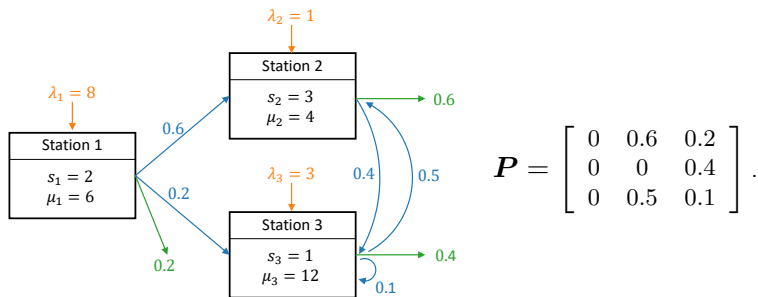 λ₂ = 1
Station 2
s₂ = 3
μ₂ = 4
0.6
λ₁ = 8
Station 1
s₁ = 2
μ₁ = 6
0.6
0.2
0.2
0.4
0.5
λ₃ = 3
Station 3
s₃ = 1
μ₃ = 12
0.4
0.1
P = [ 0 0.6 0.2
0 0 0.4
0 0.5 0.1 ] .